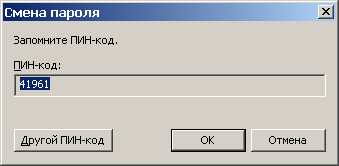 Смена пароля
Запомните ПИН-код.
ПИН-код:
41961
Другой ПИН-код
OK
Отмена